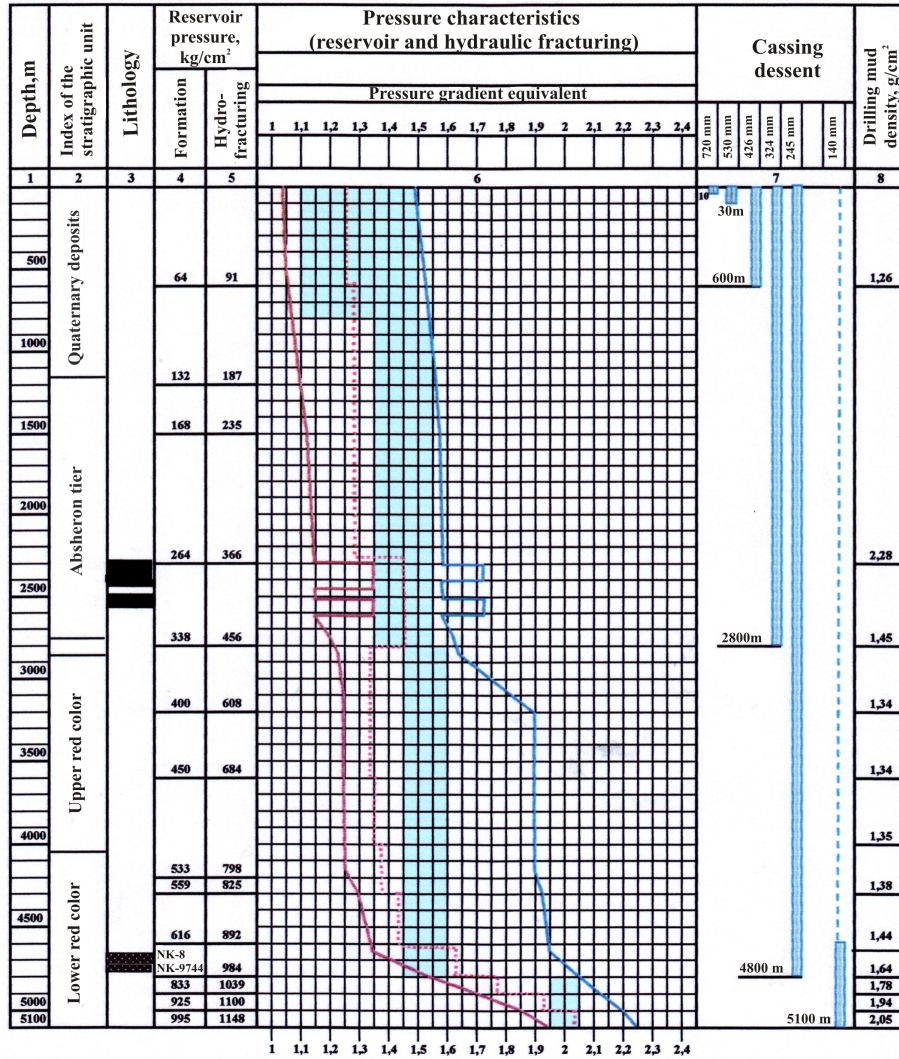 Depth,m
Index of the
stratigraphic unit
Lithology
Reservoir
pressure,
kg/cm²
Formation
Hydro-
fracturing
Pressure characteristics
(reservoir and hydraulic fracturing)
Pressure gradient equivalent
1 1,1 1,2 1,3 1,4 1,5 1,6 1,7 1,8 1,9 2 2,1 2,2 2,3 2,4
Cassing
dessent
720 mm
530 mm
426 mm
324 mm
245 mm
140 mm
Drilling mud
density, g/cm²
1 2 3 4 5 6 7 8
Quaternary deposits
10
30m
500
64 91 600m 1,26
1000
132 187
1500
168 235
Absheron tier
2000
264 366 2,28
2500
338 456 2800m 1,45
3000
Upper red color
400 608 1,34
3500
450 684 1,34
4000
1,35
Lower red color
533 798
559 825 1,38
4500
616 892 1,44
NK-8
NK-9744 984 4800 m 1,64
833 1039 1,78
5000 925 1100 1,94
5100 995 1148 5100 m 2,05
1 1,1 1,2 1,3 1,4 1,5 1,6 1,7 1,8 1,9 2 2,1 2,2 2,3 2,4